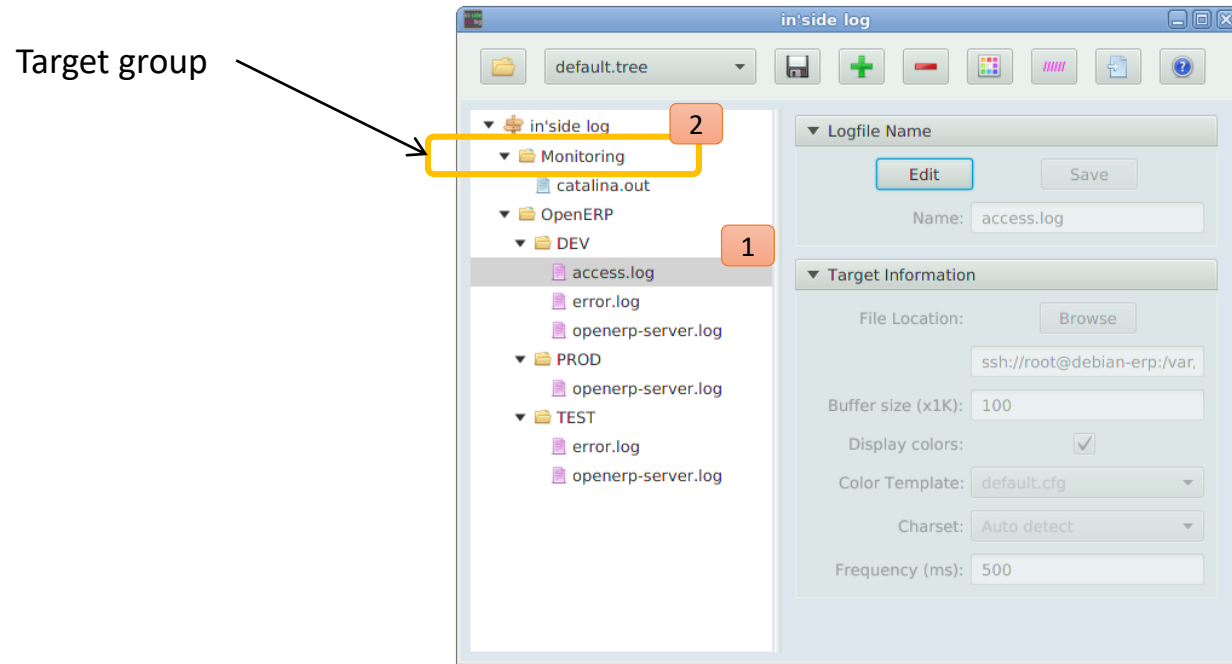 in'side log
in'side log
Target group
default.tree
in'side log
2
Monitoring
catalina.out
OpenERP
DEV
1
access.log
error.log
openerp-server.log
PROD
openerp-server.log
TEST
error.log
openerp-server.log
Logfile Name
Edit Save
Name: access.log
Target Information
File Location: Browse
ssh://root@debian-erp:/var,
Buffer size (x1K): 100
Display colors:
Color Template: default.cfg
Charset: Auto detect
Frequency (ms): 500